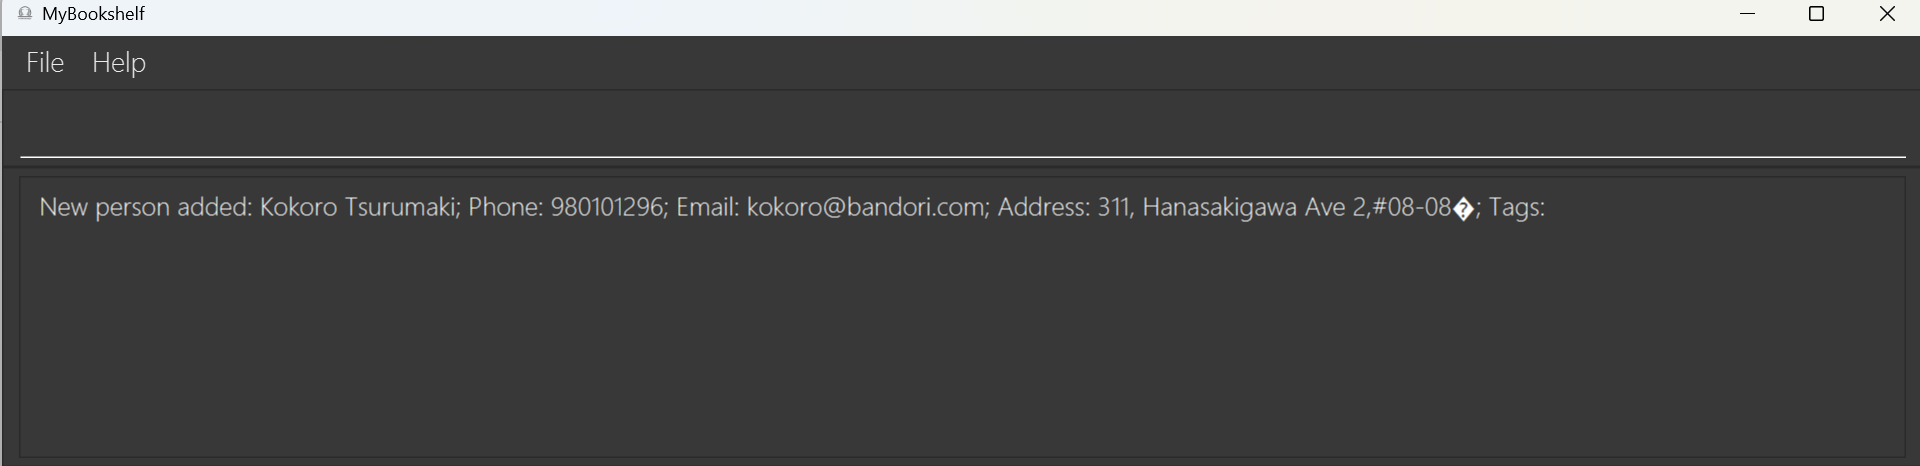 MyBookshelf
File Help
New person added: Kokoro Tsurumaki; Phone: 980101296; Email: kokoro@bandori.com; Address: 311, Hanasakigawa Ave 2,#08-08�; Tags: